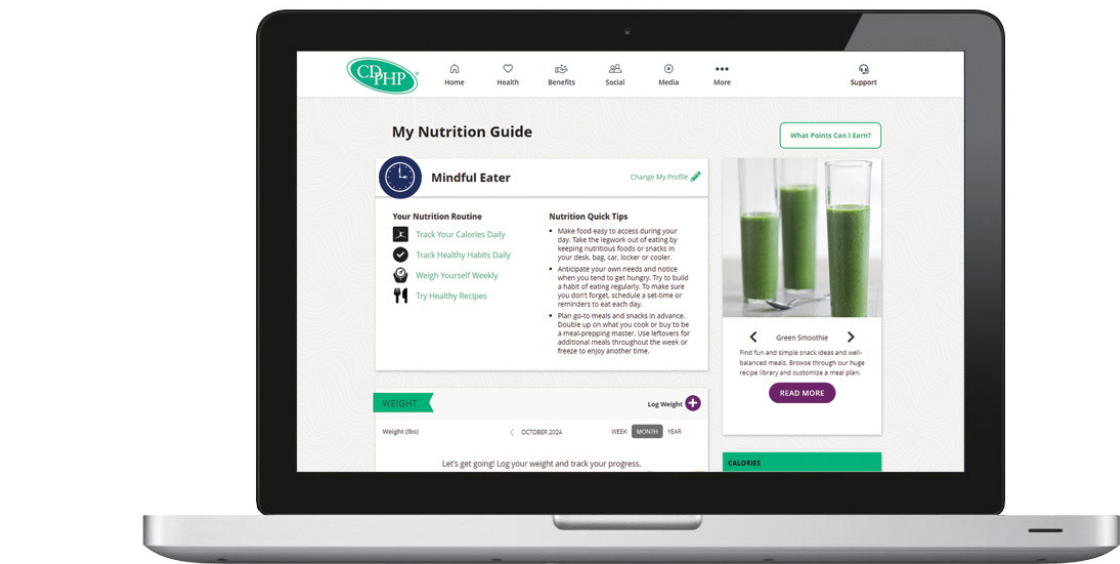 CDPHP
Home
Health
Benefits
Social
Media
More
Support
My Nutrition Guide
What Points Can I Earn?
Mindful Eater
Change My Profile
Your Nutrition Routine
Track Your Calories Daily
Track Healthy Habits Daily
Weigh Yourself Weekly
Try Healthy Recipes
Nutrition Quick Tips
• Make food easy to access during your
day. Take the legwork out of eating by
keeping nutritious foods or snacks in
your desk, bag, car, locker or cooler.
• Anticipate your own needs and notice
when you tend to get hungry. Try to build
a habit of eating regularly. To make sure
you don't forget, schedule a set-time or
reminders to eat each day.
• Plan go-to meals and snacks in advance.
Double up on what you cook or buy to be
a meal-prepping master. Use leftovers for
additional meals throughout the week or
freeze to enjoy another time.
Green Smoothie
Find fun and simple snack ideas and well-
balanced meals. Browse through our huge
recipe library and customize a meal plan.
READ MORE
WEIGHT
Log Weight
Weight (lbs)
OCTOBER 2024
WEEK
MONTH
YEAR
Let's get going! Log your weight and track your progress.
CALORIES